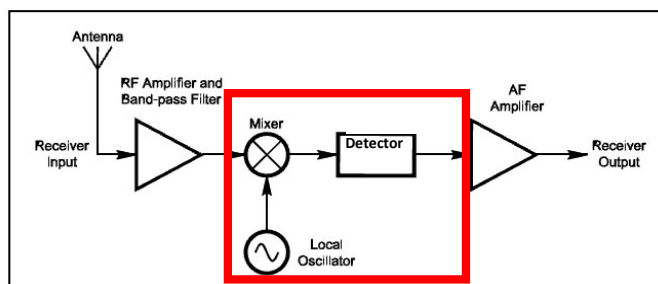 Antenna
RF Amplifier and
Band-pass Filter
Mixer
AF
Amplifier
Receiver
Input
Detector
Receiver
Output
Local
Oscillator